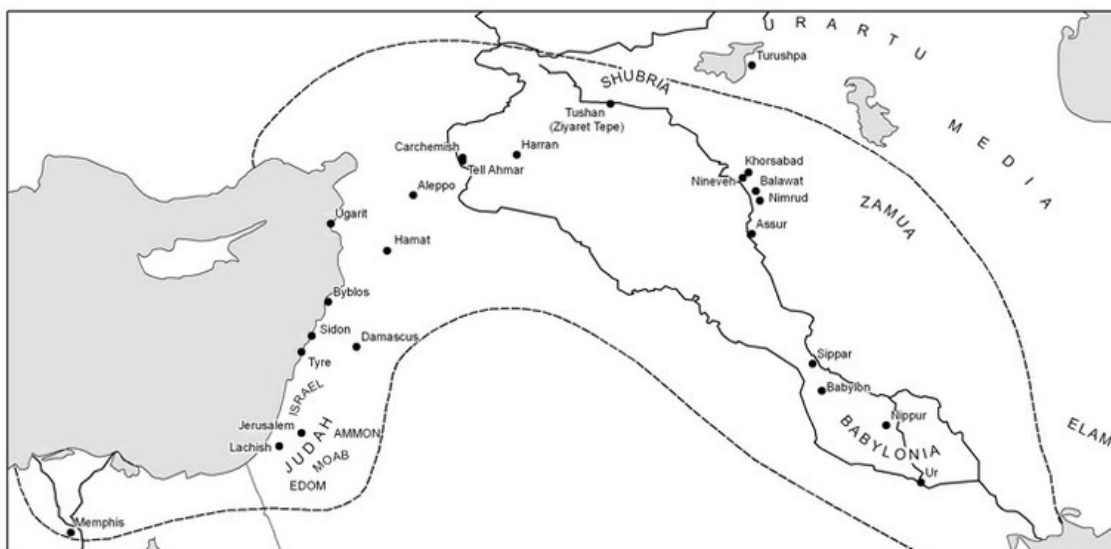 URARTU
Turushpa
SHUBRIA
MEDIA
Tushan
(Ziyaret Tepe)
Carchemish
Harran
Tell Ahmar
Khorsabad
Nineveh
Balawat
Aleppo
Nimrud
ZAMUA
Ugarit
Assur
Hamat
Byblos
Sidon
Damascus
Tyre
Sippar
ISRAEL
Babylon
Jerusalem
Nippur
JUDAH
AMMON
ELAM
Lachish
BABYLONIA
MOAB
EDOM
Ur
Memphis